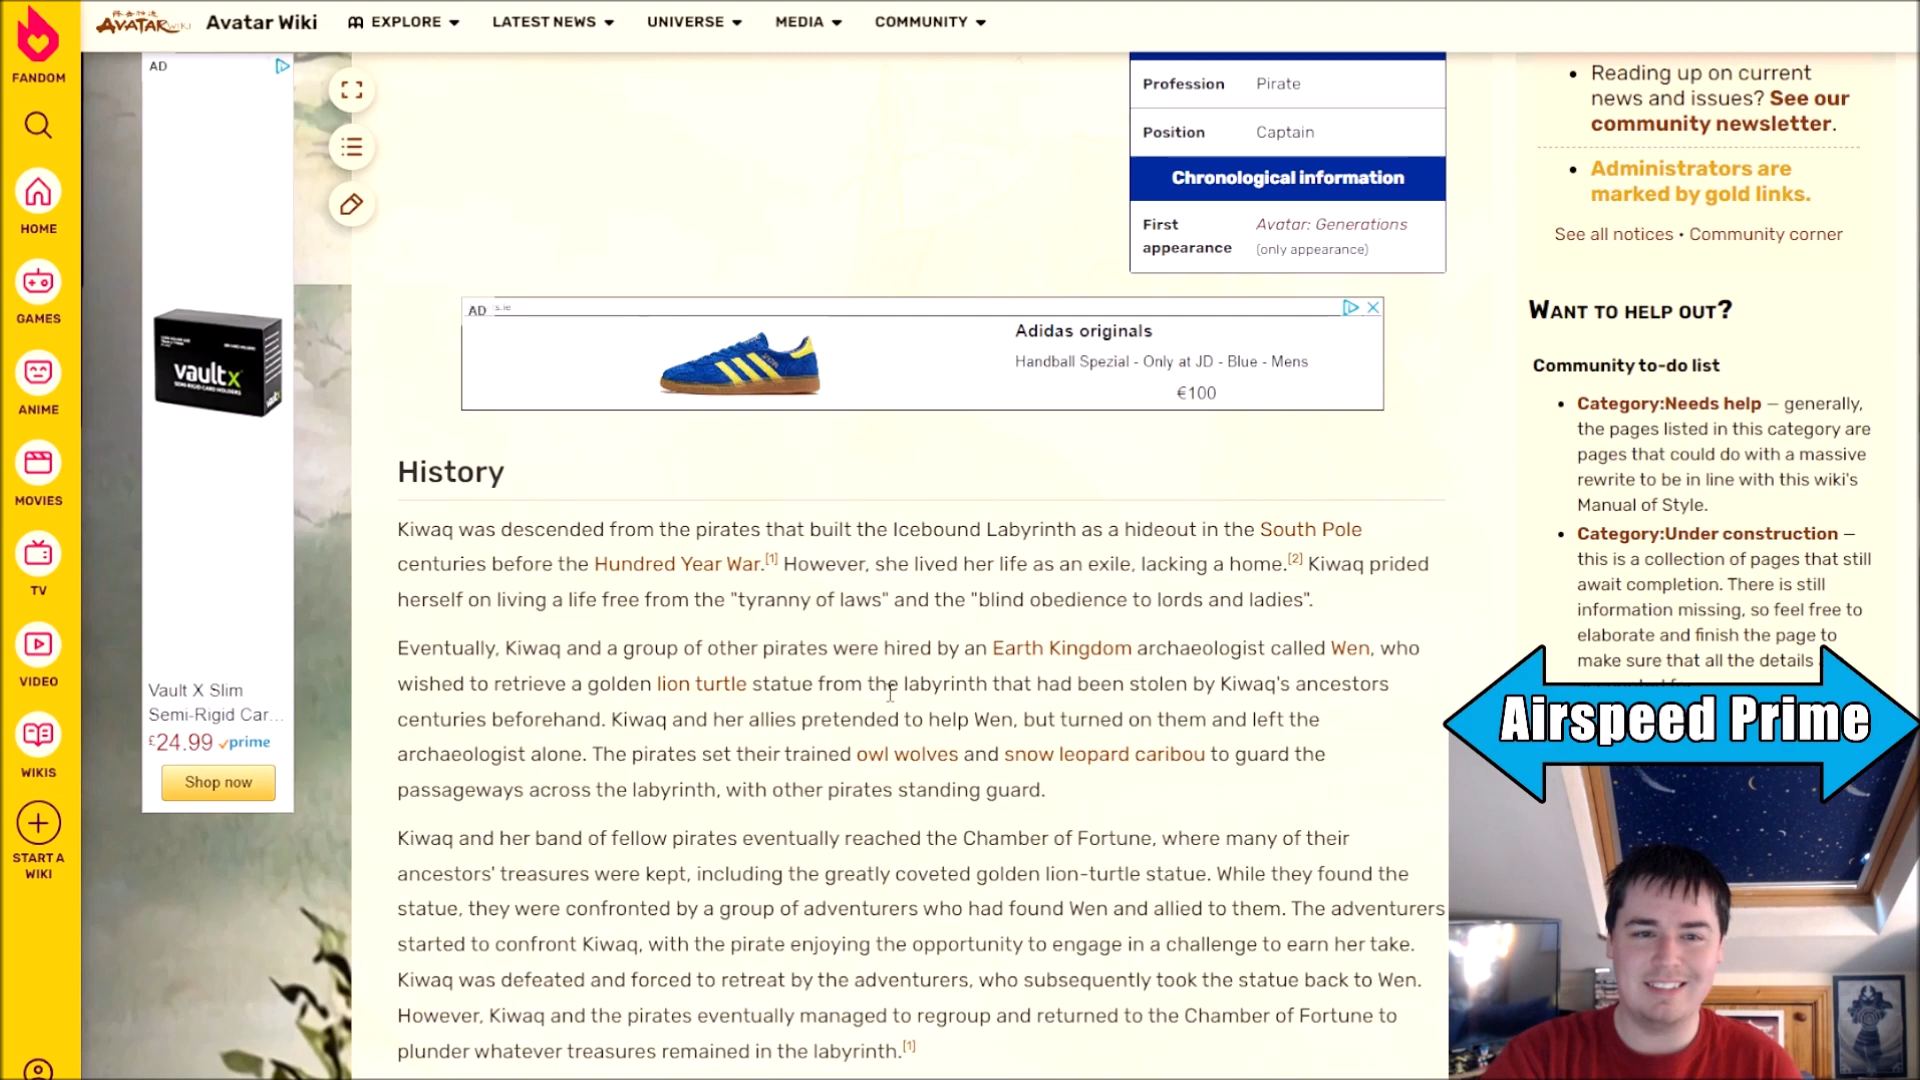 FANDOM
HOME
GAMES
ANIME
MOVIES
TV
VIDEO
WIKIS
START A
WIKI
AVATAR WIKI
Avatar Wiki
EXPLORE
LATEST NEWS
UNIVERSE
MEDIA
COMMUNITY
AD
vaultx
SEMI-RIGID CARD HOLDERS
Vault X Slim
Semi-Rigid Car...
£24.99 prime
Shop now
Profession Pirate
Position Captain
Chronological information
First
appearance
Avatar: Generations
(only appearance)
AD
Adidas originals
Handball Spezial - Only at JD - Blue - Mens
€100
History
Kiwaq was descended from the pirates that built the Icebound Labyrinth as a hideout in the South Pole
centuries before the Hundred Year War.[1] However, she lived her life as an exile, lacking a home.[2] Kiwaq prided
herself on living a life free from the "tyranny of laws" and the "blind obedience to lords and ladies".
Eventually, Kiwaq and a group of other pirates were hired by an Earth Kingdom archaeologist called Wen, who
wished to retrieve a golden lion turtle statue from the labyrinth that had been stolen by Kiwaq's ancestors
centuries beforehand. Kiwaq and her allies pretended to help Wen, but turned on them and left the
archaeologist alone. The pirates set their trained owl wolves and snow leopard caribou to guard the
passageways across the labyrinth, with other pirates standing guard.
Kiwaq and her band of fellow pirates eventually reached the Chamber of Fortune, where many of their
ancestors' treasures were kept, including the greatly coveted golden lion-turtle statue. While they found the
statue, they were confronted by a group of adventurers who had found Wen and allied to them. The adventurers
started to confront Kiwaq, with the pirate enjoying the opportunity to engage in a challenge to earn her take.
Kiwaq was defeated and forced to retreat by the adventurers, who subsequently took the statue back to Wen.
However, Kiwaq and the pirates eventually managed to regroup and returned to the Chamber of Fortune to
plunder whatever treasures remained in the labyrinth.[1]
Reading up on current
news and issues? See our
community newsletter.
Administrators are
marked by gold links.
See all notices • Community corner
WANT TO HELP OUT?
Community to-do list
Category:Needs help — generally,
the pages listed in this category are
pages that could do with a massive
rewrite to be in line with this wiki's
Manual of Style.
Category:Under construction —
this is a collection of pages that still
await completion. There is still
information missing, so feel free to
elaborate and finish the page to
make sure that all the details
Airspeed Prime